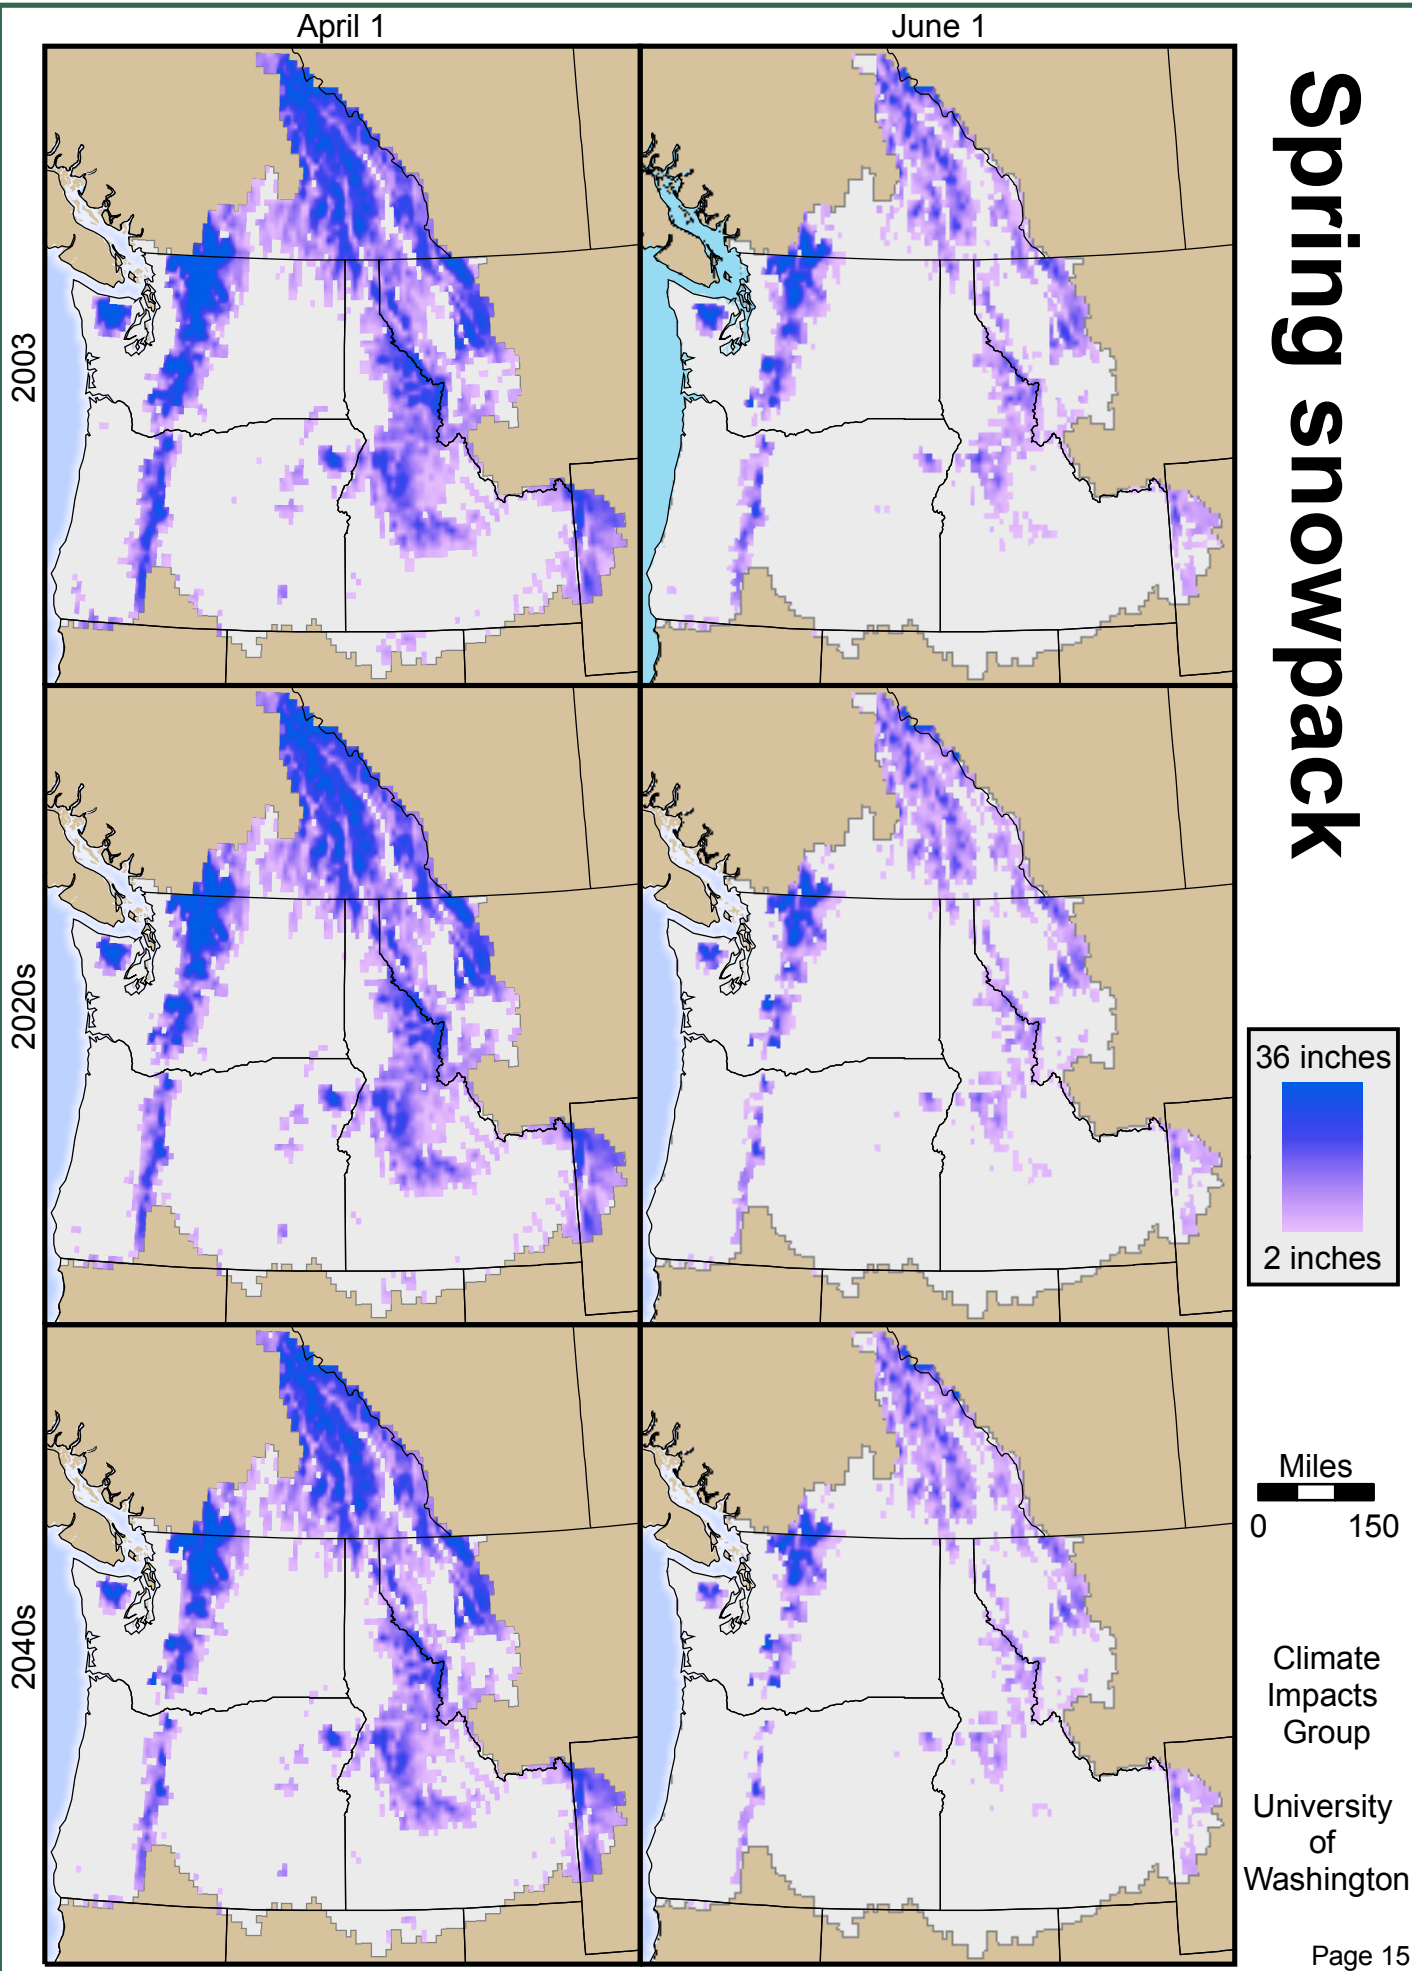 April 1
June 1
Spring snowpack
2003
2020s
2040s
36 inches
2 inches
Miles
0 150
Climate
Impacts
Group
University
of
Washington
Page 15